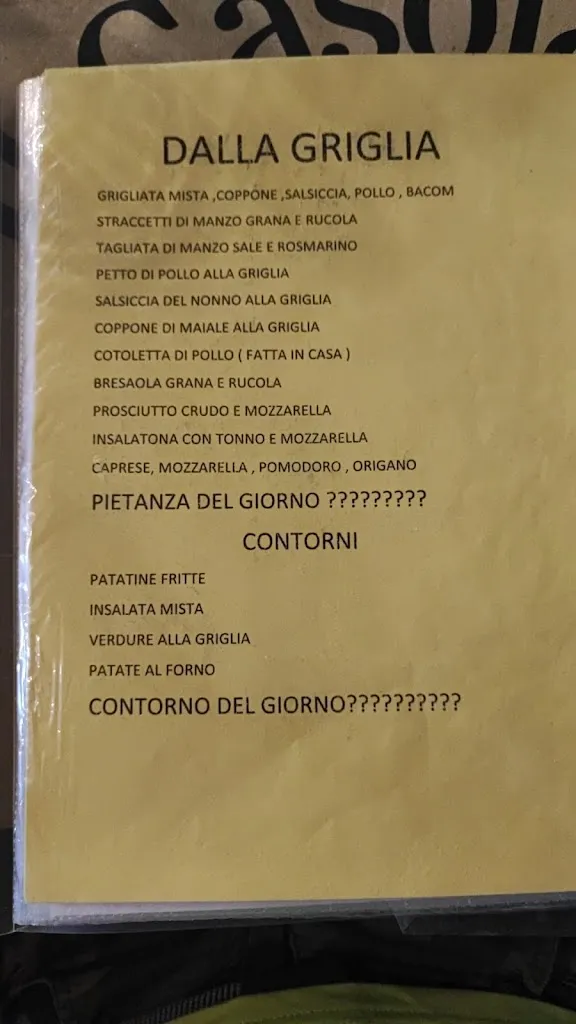 DALLA GRIGLIA
GRIGLIATA MISTA ,COPPONE ,SALSICCIA, POLLO , BACOM
STRACCETTI DI MANZO GRANA E RUCOLA
TAGLIATA DI MANZO SALE E ROSMARINO
PETTO DI POLLO ALLA GRIGLIA
SALSICCIA DEL NONNO ALLA GRIGLIA
COPPONE DI MAIALE ALLA GRIGLIA
COTOLETTA DI POLLO ( FATTA IN CASA )
BRESAOLA GRANA E RUCOLA
PROSCIUTTO CRUDO E MOZZARELLA
INSALATONA CON TONNO E MOZZARELLA
CAPRESE, MOZZARELLA , POMODORO , ORIGANO
PIETANZA DEL GIORNO ?????????
CONTORNI
PATATINE FRITTE
INSALATA MISTA
VERDURE ALLA GRIGLIA
PATATE AL FORNO
CONTORNO DEL GIORNO??????????